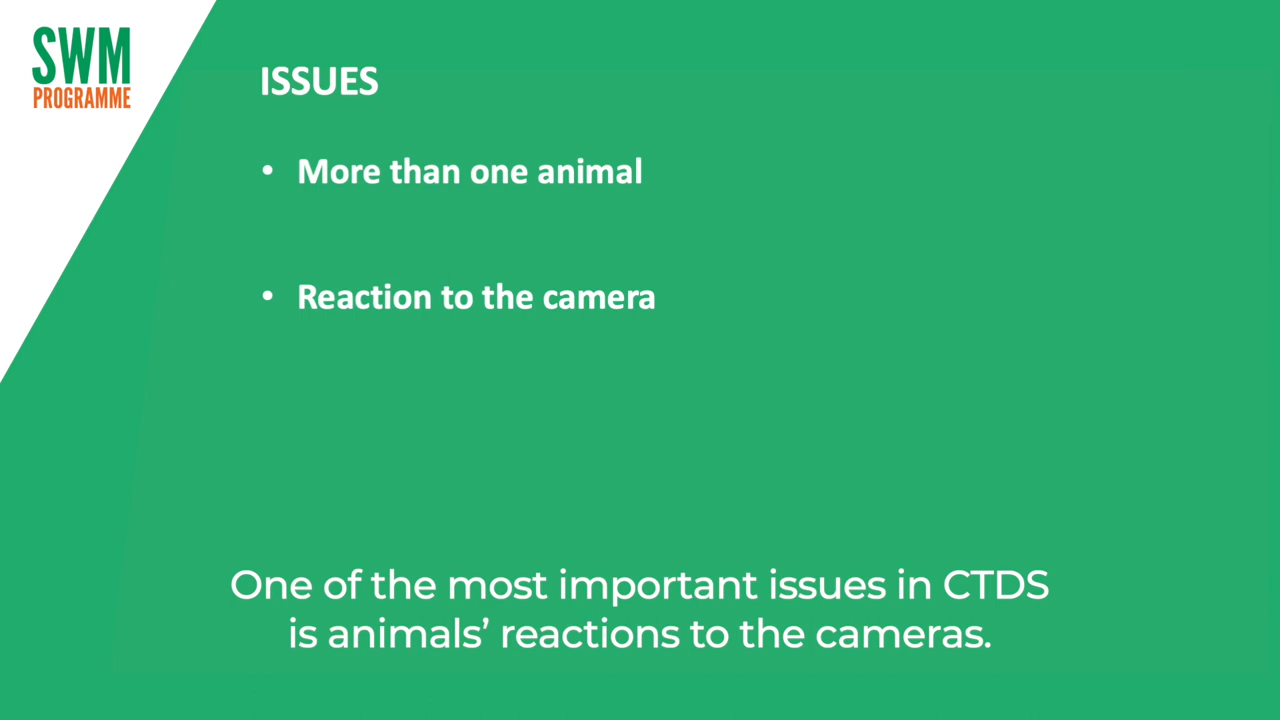 SWM
PROGRAMME
ISSUES
• More than one animal
• Reaction to the camera
One of the most important issues in CTDS
is animals’ reactions to the cameras.